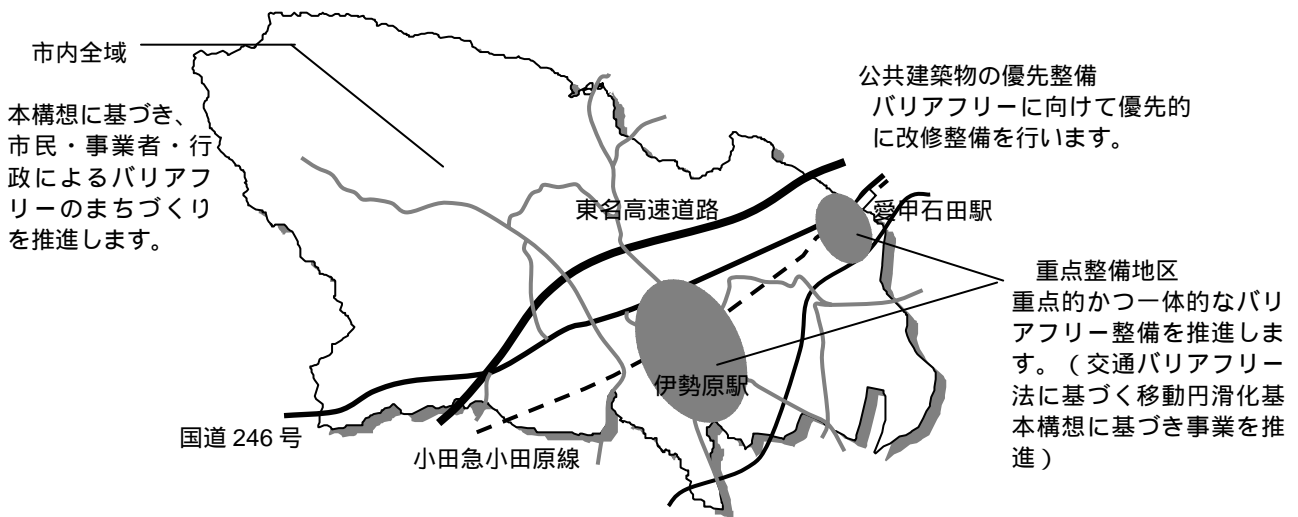 市内全域
本構想に基づき、
市民・事業者・行
政によるバリアフ
リーのまちづくり
を推進します。
公共建築物の優先整備
バリアフリーに向けて優先的
に改修整備を行います。
東名高速道路
愛甲石田駅
重点整備地区
重点的かつ一体的なバリ
アフリー整備を推進しま
す。（交通バリアフリー
法に基づく移動円滑化基
本構想に基づき事業を推
進）
伊勢原駅
国道 246 号
小田急小田原線